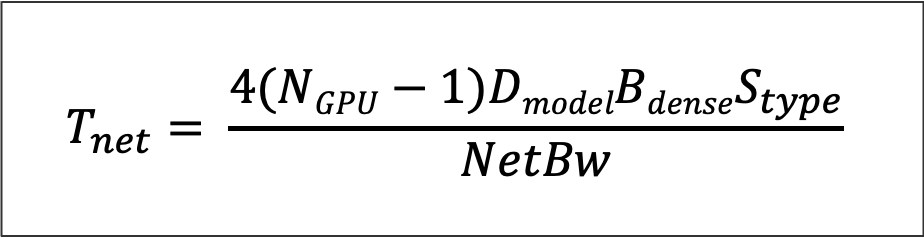 T_net = 4(N_GPU − 1)D_model B_dense S_type / NetBw